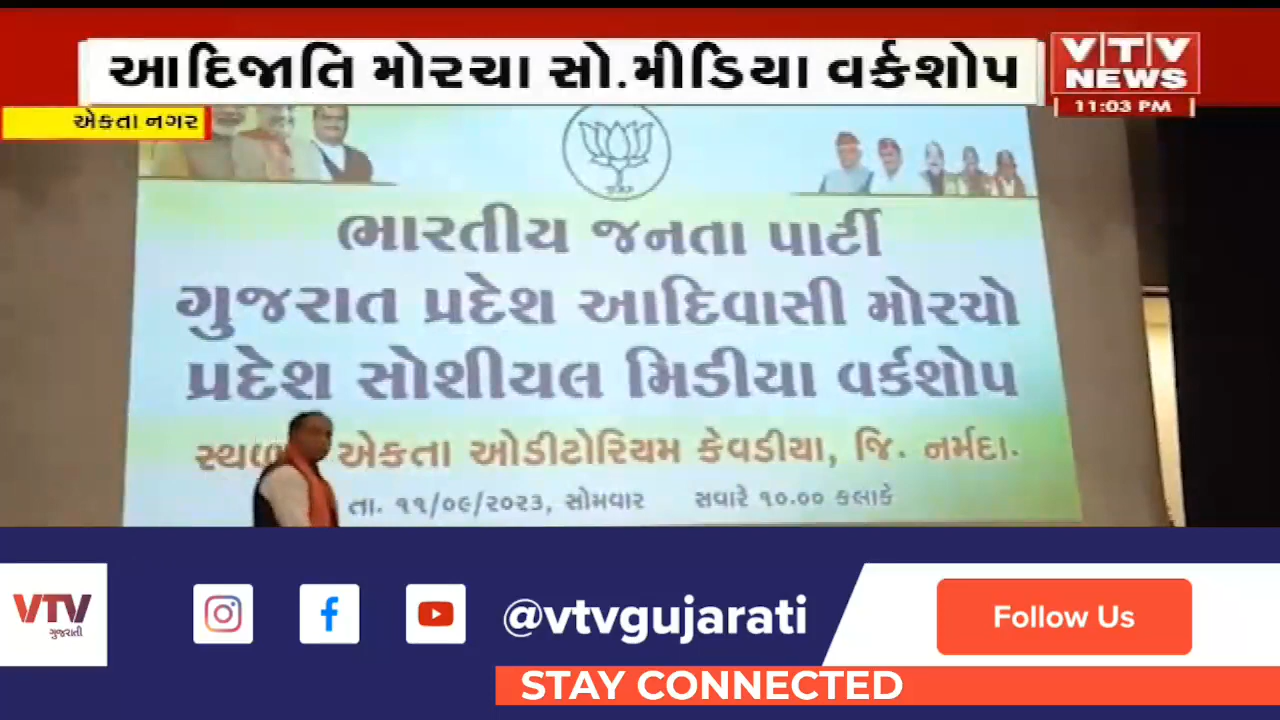 આદિજાતિ મોરચા સો.મીડિયા વર્કશોપ
VTV
NEWS
11:03 PM
એકતા નગર
ભારતીય જનતા પાર્ટી
ગુજરાત પ્રદેશ આદિવાસી મોરચો
પ્રદેશ સોશીયલ મિડીયા વર્કશોપ
એકતા ઓડીટોરિયમ કેવડીયા, જિ. નર્મદા.
તા. ૧૧/૦૯/૨૦૨૩, સોમવાર સવારે ૧૦.૦૦ કલાકે
VTV
ગુજરાતી
@vtvgujarati
Follow Us
STAY CONNECTED